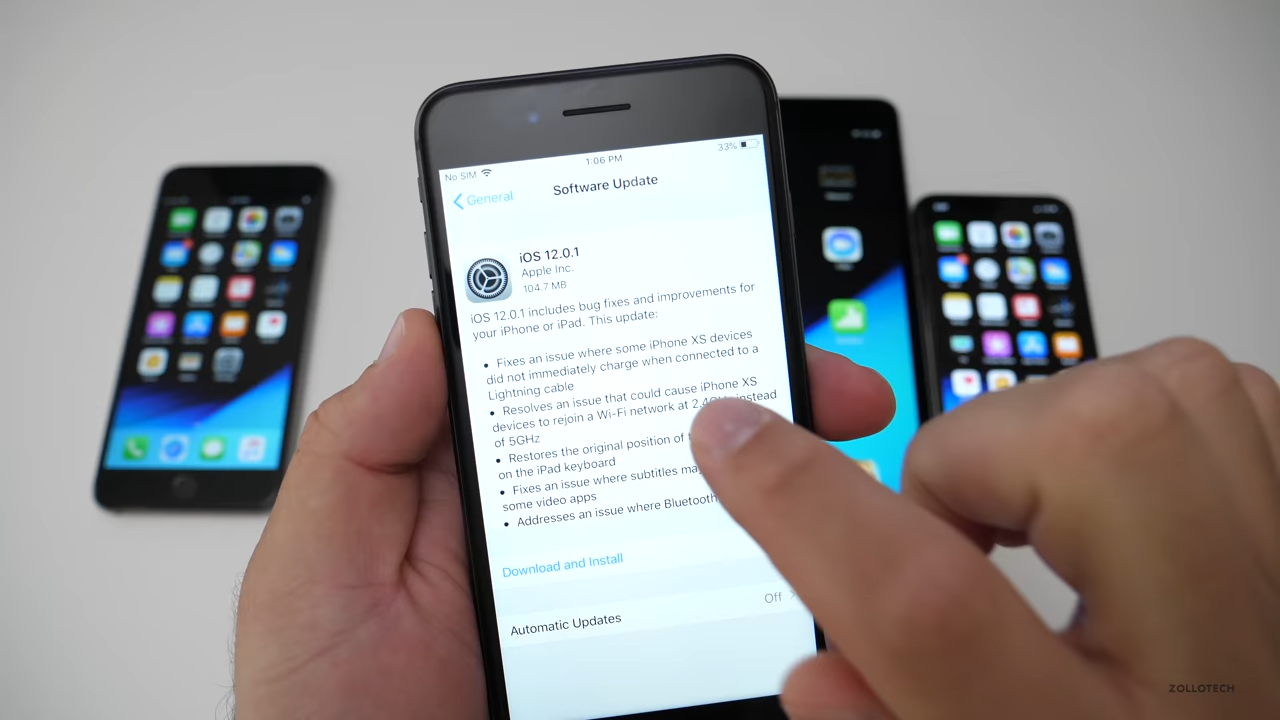 No SIM
1:06 PM
33%
General
Software Update
iOS 12.0.1
Apple Inc.
104.7 MB
iOS 12.0.1 includes bug fixes and improvements for
your iPhone or iPad. This update:
• Fixes an issue where some iPhone XS devices
did not immediately charge when connected to a
Lightning cable
• Resolves an issue that could cause iPhone XS
devices to rejoin a Wi-Fi network at 2.4 instead
of 5GHz
• Restores the original position of
on the iPad keyboard
• Fixes an issue where subtitles
some video apps
• Addresses an issue where Bluetooth
Download and Install
Automatic Updates
Off
ZOLLOTECH